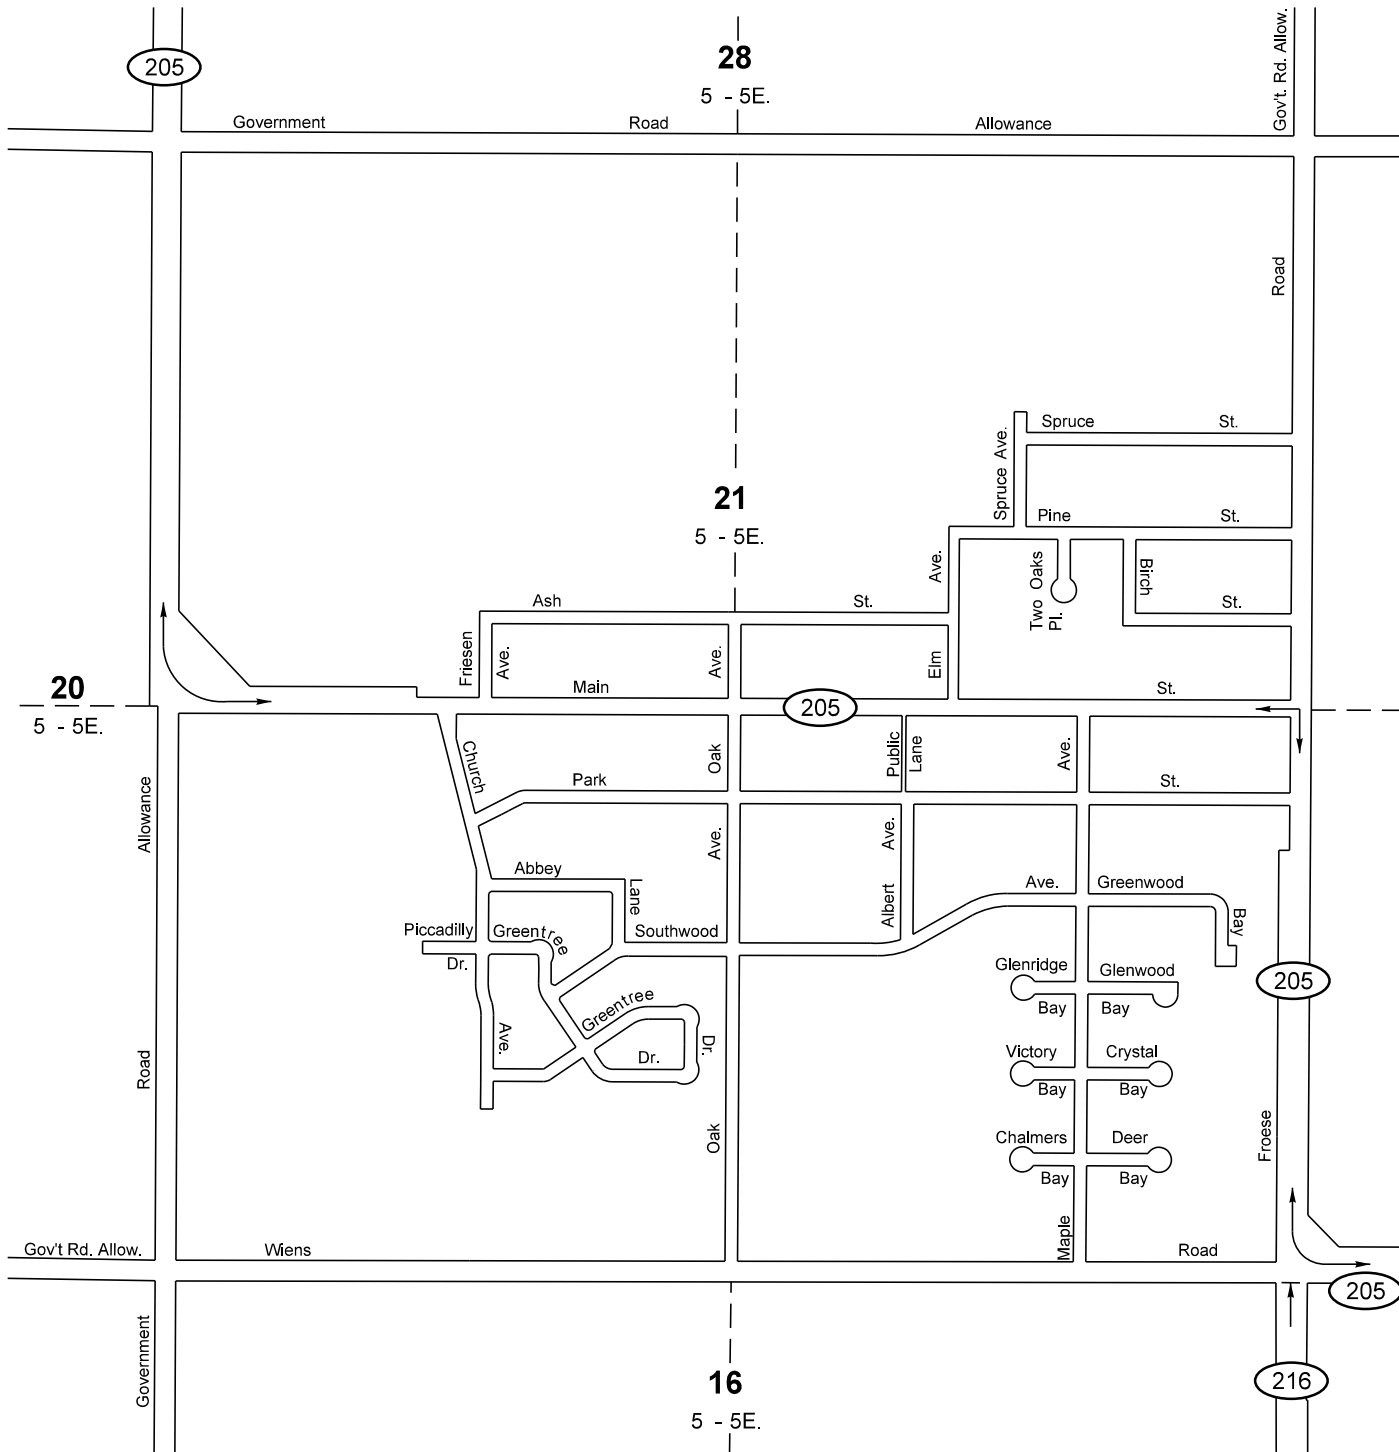 28
5 - 5E.
205
Gov't. Rd. Allow.
Government Road Allowance
Road
Spruce St.
Spruce Ave.
21
5 - 5E.
Pine St.
Two Oaks
Pl.
Birch
St.
Elm Ave.
Ash St.
Friesen
Ave.
Ave.
20
5 - 5E.
Main St.
205
Church
Oak
Public
Lane
Ave.
Park St.
Allowance
Ave.
Ave.
Abbey
Lane
Albert
Ave.
Greenwood
Bay
Piccadilly
Dr.
Greentree
Southwood
Glenridge
Bay
Glenwood
Bay
205
Greentree
Dr.
Dr.
Ave.
Victory
Bay
Crystal
Bay
Road
Oak
Chalmers
Bay
Deer
Bay
Froese
Maple
Gov't Rd. Allow.
Wiens Road
205
Government
16
5 - 5E.
216